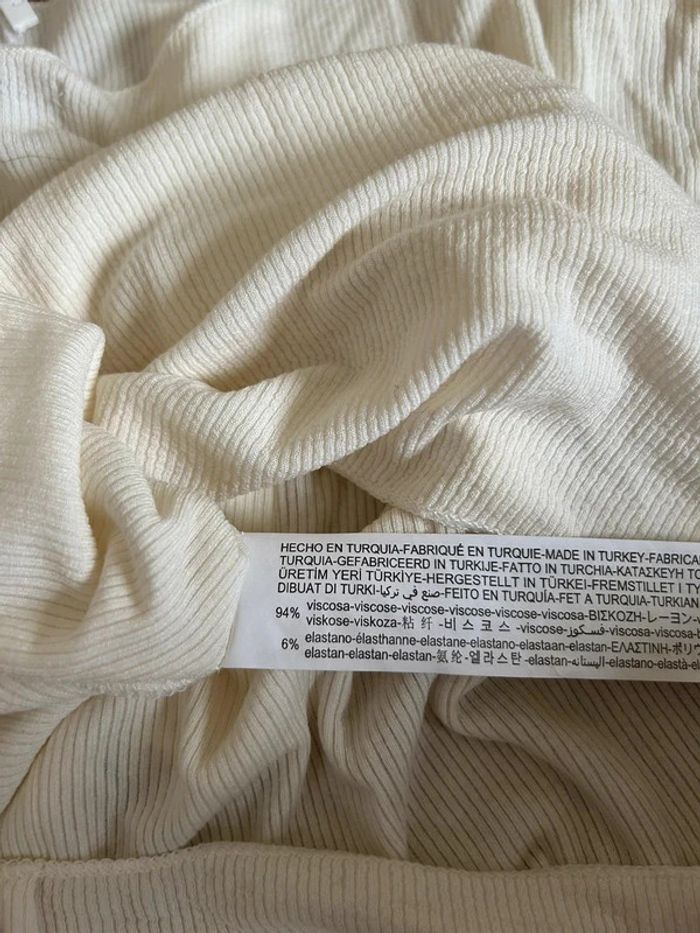 HECHO EN TURQUIA-FABRIQUÉ EN TURQUIE-MADE IN TURKEY-FABRICA
TURQUIA-GEFABRICEERD IN TURKIJE-FATTO IN TURCHIA-ΚΑΤΑΣΚΕΥΗ ΤΟ
ÜRETİM YERİ TÜRKİYE-HERGESTELLT IN TÜRKEI-FREMSTILLET I TY
DIBUAT DI TURKI-صنع في تركيا-FEITO EN TURQUÍA-FET A TURQUIA-TURKIAN
94% viscosa-viscose-viscose-viscose-viscose-viscosa-ΒΙΣΚΟΖΗ-レーヨン-
viskose-viskoza-粘 纤 -비 스 코 스 -viscose-فسكوز-viscosa-viscosa-
6% elastano-élasthanne-elastane-elastano-elastaan-elastan-ΕΛΑΣΤΙΝΗ-ポリウ
elastan-elastan-elastan-氨纶-엘라스탄-elastan-اليستانه-elastano-elastà-el